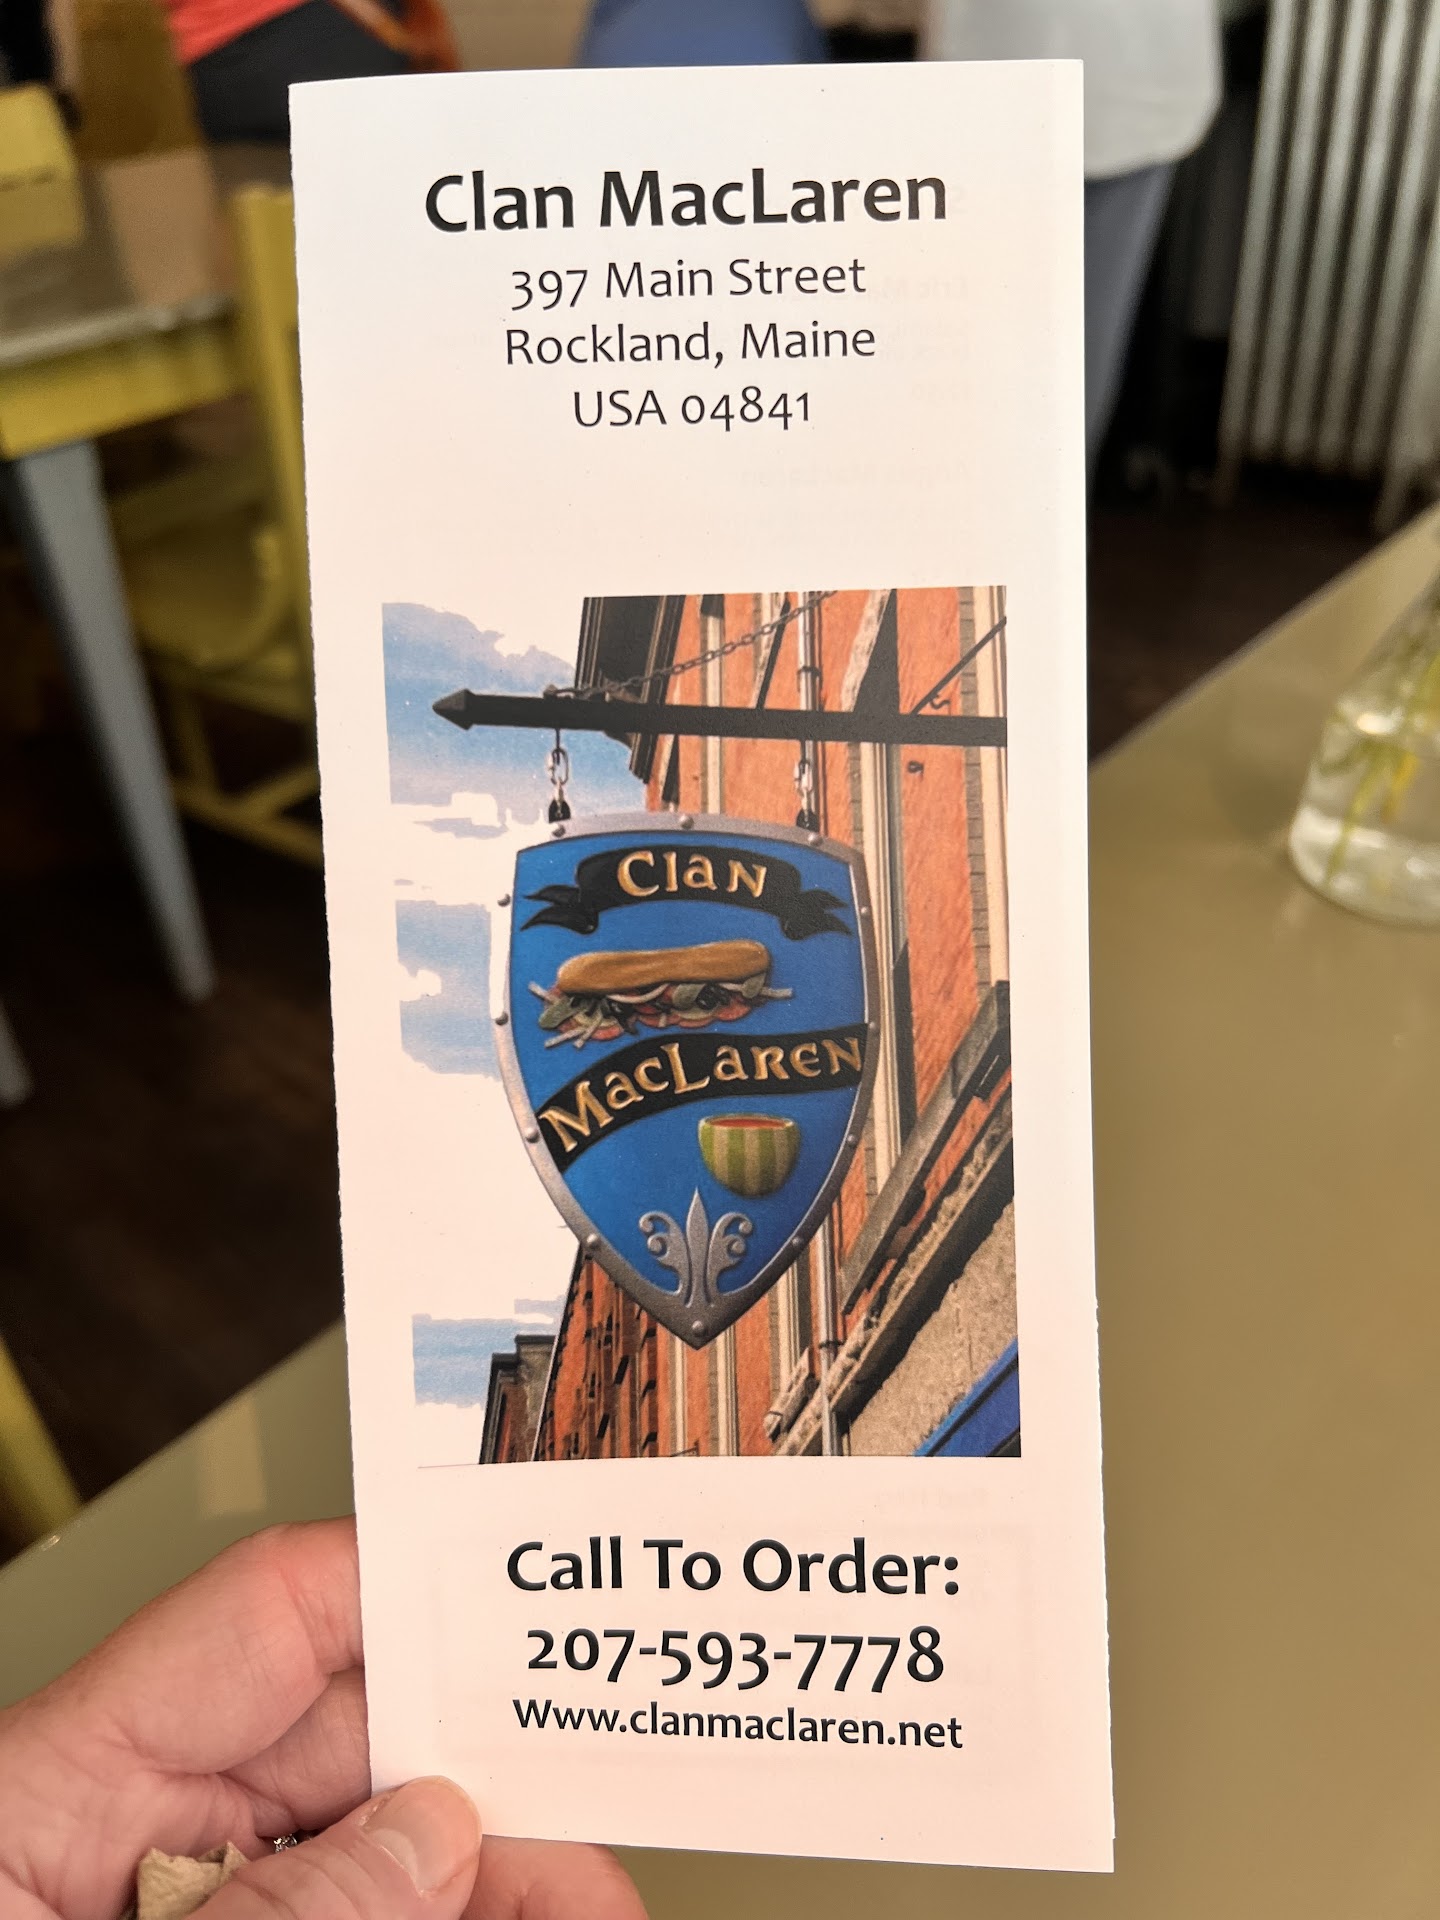 Clan MacLaren
397 Main Street
Rockland, Maine
USA 04841
Clan
MacLaren
Call To Order:
207-593-7778
Www.clanmaclaren.net